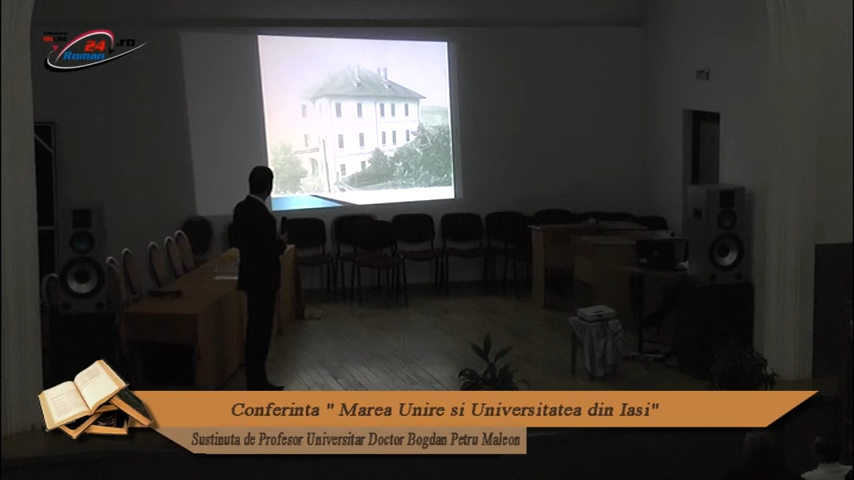 24.ro
Roman
Conferinta " Marea Unire si Universitatea din Iasi"
Sustinuta de Profesor Universitar Doctor Bogdan Petru Maleon